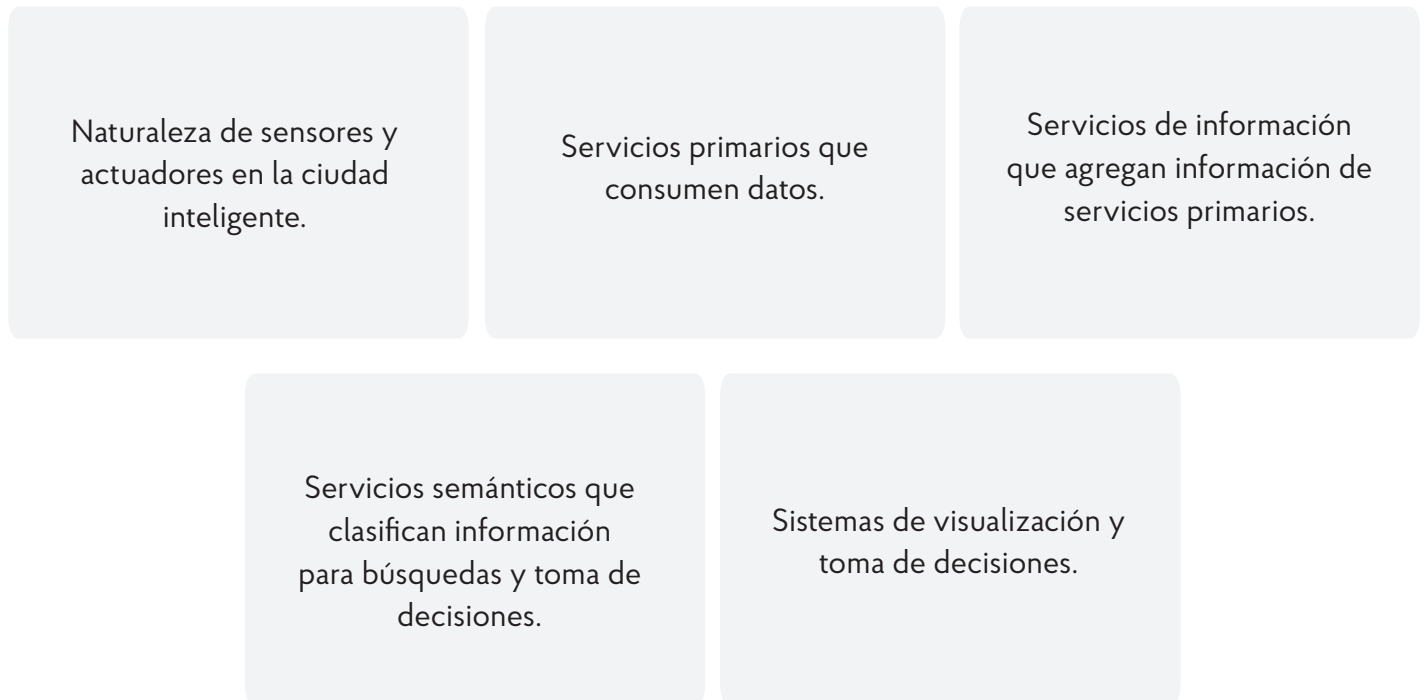 Naturaleza de sensores y
actuadores en la ciudad
inteligente.
Servicios primarios que
consumen datos.
Servicios de información
que agregan información de
servicios primarios.
Servicios semánticos que
clasifican información
para búsquedas y toma de
decisiones.
Sistemas de visualización y
toma de decisiones.